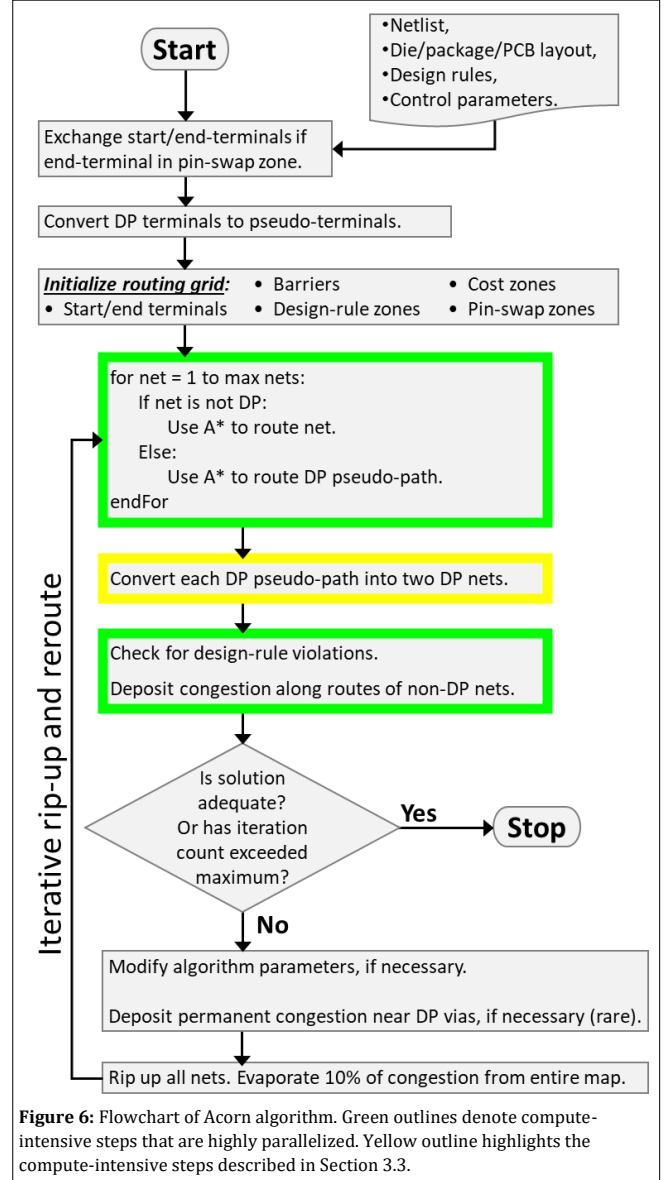 Start
•Netlist,
•Die/package/PCB layout,
•Design rules,
•Control parameters.
Exchange start/end-terminals if
end-terminal in pin-swap zone.
Convert DP terminals to pseudo-terminals.
Initialize routing grid: • Barriers • Cost zones
• Start/end terminals • Design-rule zones • Pin-swap zones
for net = 1 to max nets:
If net is not DP:
Use A* to route net.
Else:
Use A* to route DP pseudo-path.
endFor
Convert each DP pseudo-path into two DP nets.
Check for design-rule violations.
Deposit congestion along routes of non-DP nets.
Is solution
adequate?
Or has iteration
count exceeded
maximum?
Yes
Stop
No
Modify algorithm parameters, if necessary.
Deposit permanent congestion near DP vias, if necessary (rare).
Rip up all nets. Evaporate 10% of congestion from entire map.
Iterative rip-up and reroute
Figure 6: Flowchart of Acorn algorithm. Green outlines denote compute-
intensive steps that are highly parallelized. Yellow outline highlights the
compute-intensive steps described in Section 3.3.